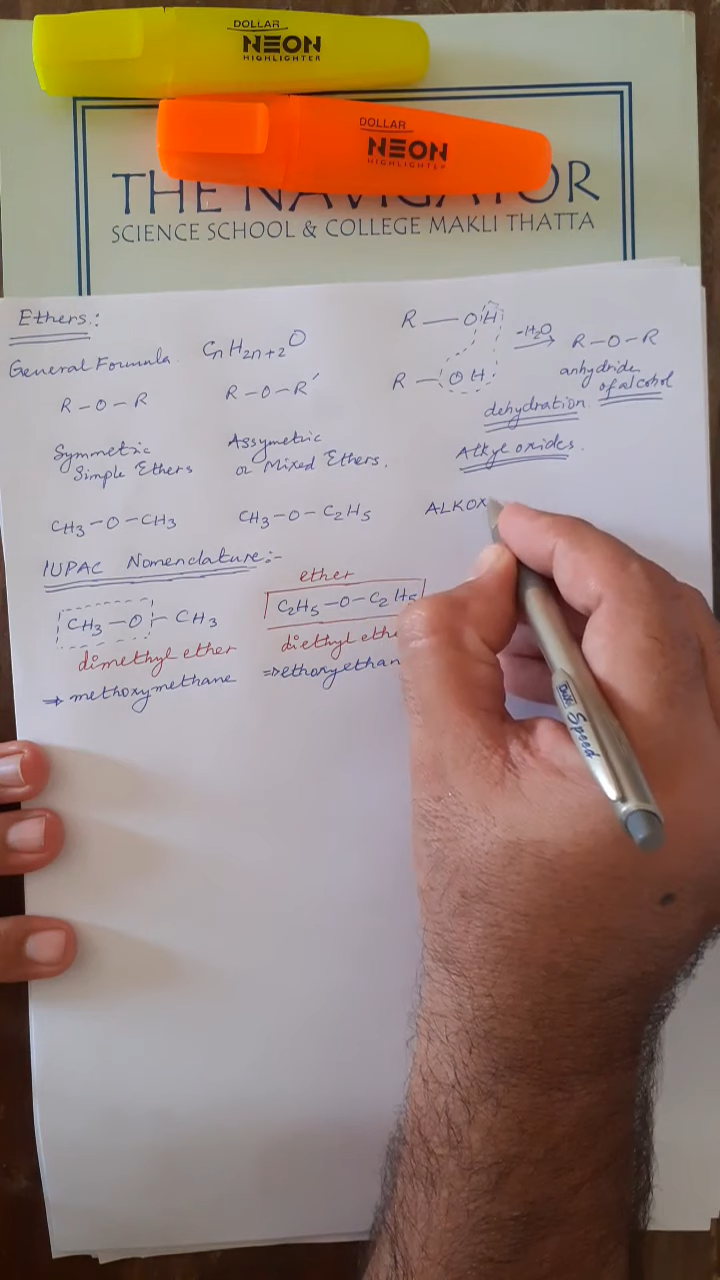 DOLLAR
NEON
HIGHLIGHTER
DOLLAR
NEON
HIGHLIGHTER
THE NAVIGATOR
SCIENCE SCHOOL & COLLEGE MAKLI THATTA
Ethers:
General Formula CnH2n+2O
R-O-R R-O-R′
Symmetric
Simple Ethers
Assymetric
or Mixed Ethers.
CH3-O-CH3 CH3-O-C2H5
R — OH
R — OH
-H2O
R-O-R
anhydride
of alcohol
dehydration
Alkyl oxides.
ALKOX
IUPAC Nomenclature:-
CH3-O-CH3
dimethyl ether
⇒ methoxymethane
ether
C2H5-O-C2H5
diethyl ethe
⇒ethoxyethan
Dux Speed